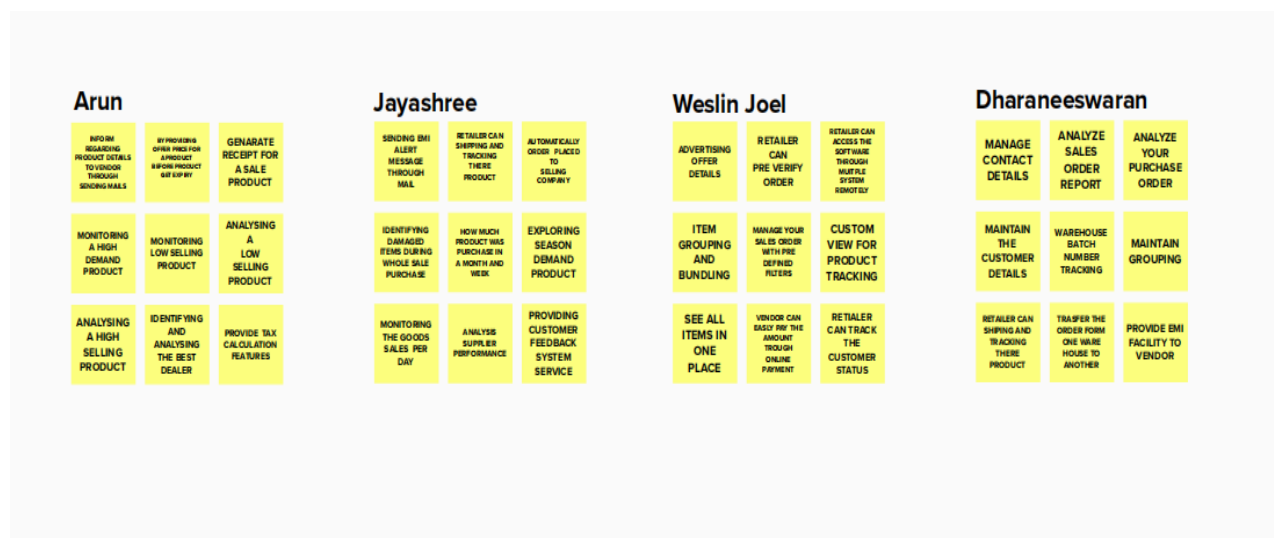 Arun
INFORM
REGARDING
PRODUCT DETAILS
TO VENDOR
THROUGH
SENDING MAILS
BY PROVIDING
OFFER PRICE FOR
A PRODUCT
BEFORE PRODUCT
GET EXPIRY
GENARATE
RECEIPT FOR
A SALE
PRODUCT
MONITORING
A HIGH
DEMAND
PRODUCT
MONITORING
LOW SELLING
PRODUCT
ANALYSING
A
LOW
SELLING
PRODUCT
ANALYSING
A HIGH
SELLING
PRODUCT
IDENTIFYING
AND
ANALYSING
THE BEST
DEALER
PROVIDE TAX
CALCULATION
FEATURES
Jayashree
SENDING EMI
ALERT
MESSAGE
THROUGH
MAIL
RETAILER CAN
SHIPPING AND
TRACKING
THERE
PRODUCT
AUTOMATICALLY
ORDER PLACED
TO
SELLING
COMPANY
IDENTIFYING
DAMAGED
ITEMS DURING
WHOLE SALE
PURCHASE
HOW MUCH
PRODUCT WAS
PURCHASE IN
A MONTH AND
WEEK
EXPLORING
SEASON
DEMAND
PRODUCT
MONITORING
THE GOODS
SALES PER
DAY
ANALYSIS
SUPPLIER
PERFORMANCE
PROVIDING
CUSTOMER
FEEDBACK
SYSTEM
SERVICE
Weslin Joel
ADVERTISING
OFFER
DETAILS
RETAILER
CAN
PRE VERIFY
ORDER
RETAILER CAN
ACCESS THE
SOFTWARE
THROUGH
MUITPLE
SYSTEM
REMOTELY
ITEM
GROUPING
AND
BUNDLING
MANAGE YOUR
SALES ORDER
WITH PRE
DEFINED
FILTERS
CUSTOM
VIEW FOR
PRODUCT
TRACKING
SEE ALL
ITEMS IN
ONE
PLACE
VENDOR CAN
EASLY PAY THE
AMOUNT
TROUGH
ONLINE
PAYMENT
RETIALER
CAN TRACK
THE
CUSTOMER
STATUS
Dharaneeswaran
MANAGE
CONTACT
DETAILS
ANALYZE
SALES
ORDER
REPORT
ANALYZE
YOUR
PURCHASE
ORDER
MAINTAIN
THE
CUSTOMER
DETAILS
WAREHOUSE
BATCH
NUMBER
TRACKING
MAINTAIN
GROUPING
RETAILER CAN
SHIPING AND
TRACKING
THERE
PRODUCT
TRASFER THE
ORDER FORM
ONE WARE
HOUSE TO
ANOTHER
PROVIDE EMI
FACILITY TO
VENDOR